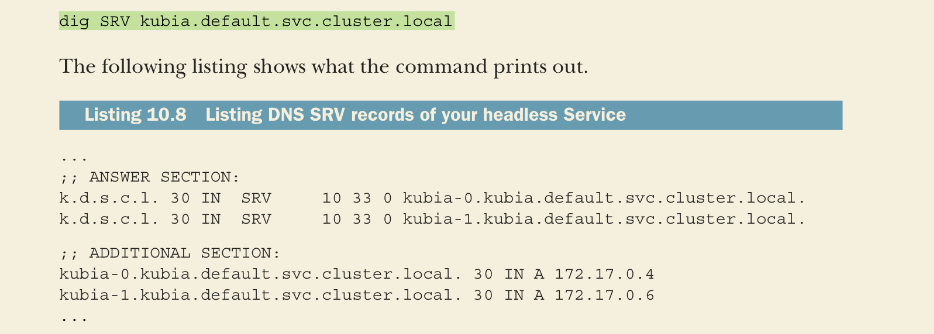 dig SRV kubia.default.svc.cluster.local
The following listing shows what the command prints out.
Listing 10.8 Listing DNS SRV records of your headless Service
...
;; ANSWER SECTION:
k.d.s.c.l. 30 IN SRV 10 33 0 kubia-0.kubia.default.svc.cluster.local.
k.d.s.c.l. 30 IN SRV 10 33 0 kubia-1.kubia.default.svc.cluster.local.
;; ADDITIONAL SECTION:
kubia-0.kubia.default.svc.cluster.local. 30 IN A 172.17.0.4
kubia-1.kubia.default.svc.cluster.local. 30 IN A 172.17.0.6
...